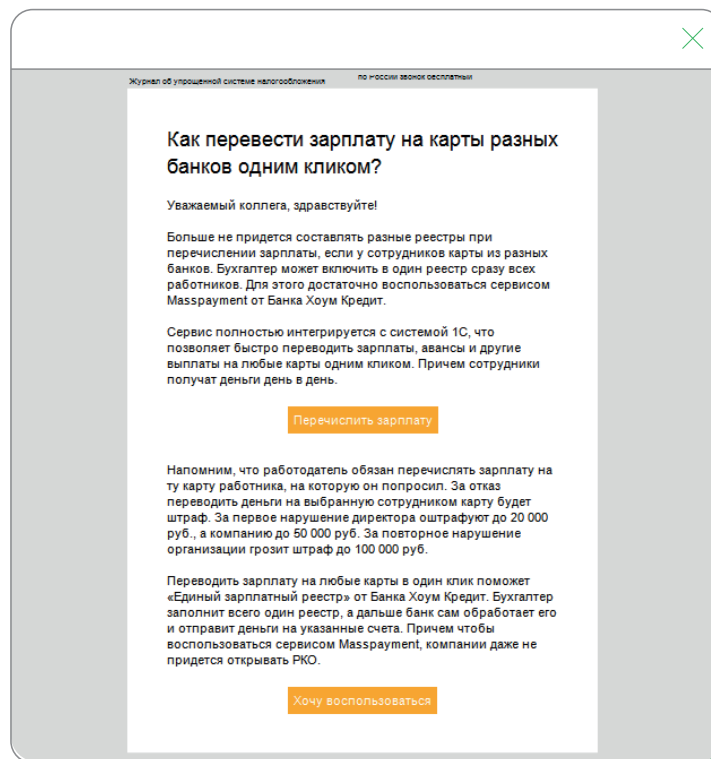 Журнал об упрощенной системе налогообложения
по России звонок бесплатный
Как перевести зарплату на карты разных
банков одним кликом?
Уважаемый коллега, здравствуйте!
Больше не придется составлять разные реестры при
перечислении зарплаты, если у сотрудников карты из разных
банков. Бухгалтер может включить в один реестр сразу всех
работников. Для этого достаточно воспользоваться сервисом
Masspayment от Банка Хоум Кредит.
Сервис полностью интегрируется с системой 1С, что
позволяет быстро переводить зарплаты, авансы и другие
выплаты на любые карты одним кликом. Причем сотрудники
получат деньги день в день.
Перечислить зарплату
Напомним, что работодатель обязан перечислять зарплату на
ту карту работника, на которую он попросил. За отказ
переводить деньги на выбранную сотрудником карту будет
штраф. За первое нарушение директора оштрафуют до 20 000
руб., а компанию до 50 000 руб. За повторное нарушение
организации грозит штраф до 100 000 руб.
Переводить зарплату на любые карты в один клик поможет
«Единый зарплатный реестр» от Банка Хоум Кредит. Бухгалтер
заполнит всего один реестр, а дальше банк сам обработает его
и отправит деньги на указанные счета. Причем чтобы
воспользоваться сервисом Masspayment, компании даже не
придется открывать РКО.
Хочу воспользоваться